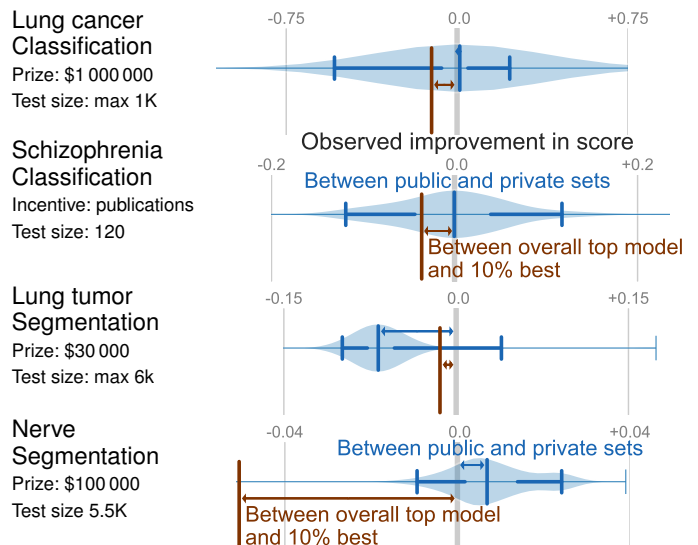 Lung cancer
Classification
Prize: $1 000 000
Test size: max 1K
-0.75 0.0 +0.75
Observed improvement in score
Schizophrenia
Classification
Incentive: publications
Test size: 120
-0.2 0.0 +0.2
Between public and private sets
Between overall top model
and 10% best
Lung tumor
Segmentation
Prize: $30 000
Test size: max 6k
-0.15 0.0 +0.15
Nerve
Segmentation
Prize: $100 000
Test size 5.5K
-0.04 0.0 +0.04
Between public and private sets
Between overall top model
and 10% best